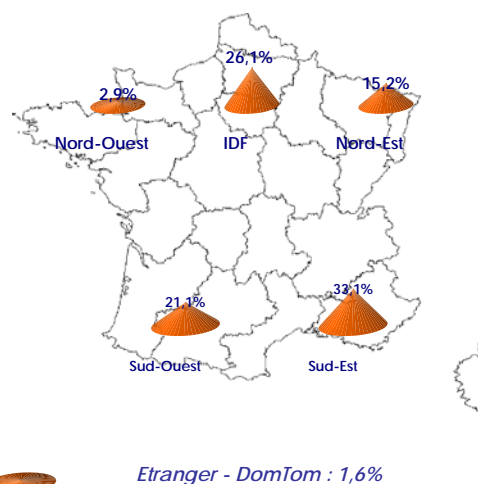 26,1%
2,9%
15,2%
Nord-Ouest
IDF
Nord-Est
21,1%
33,1%
Sud-Ouest
Sud-Est
Etranger - DomTom : 1,6%